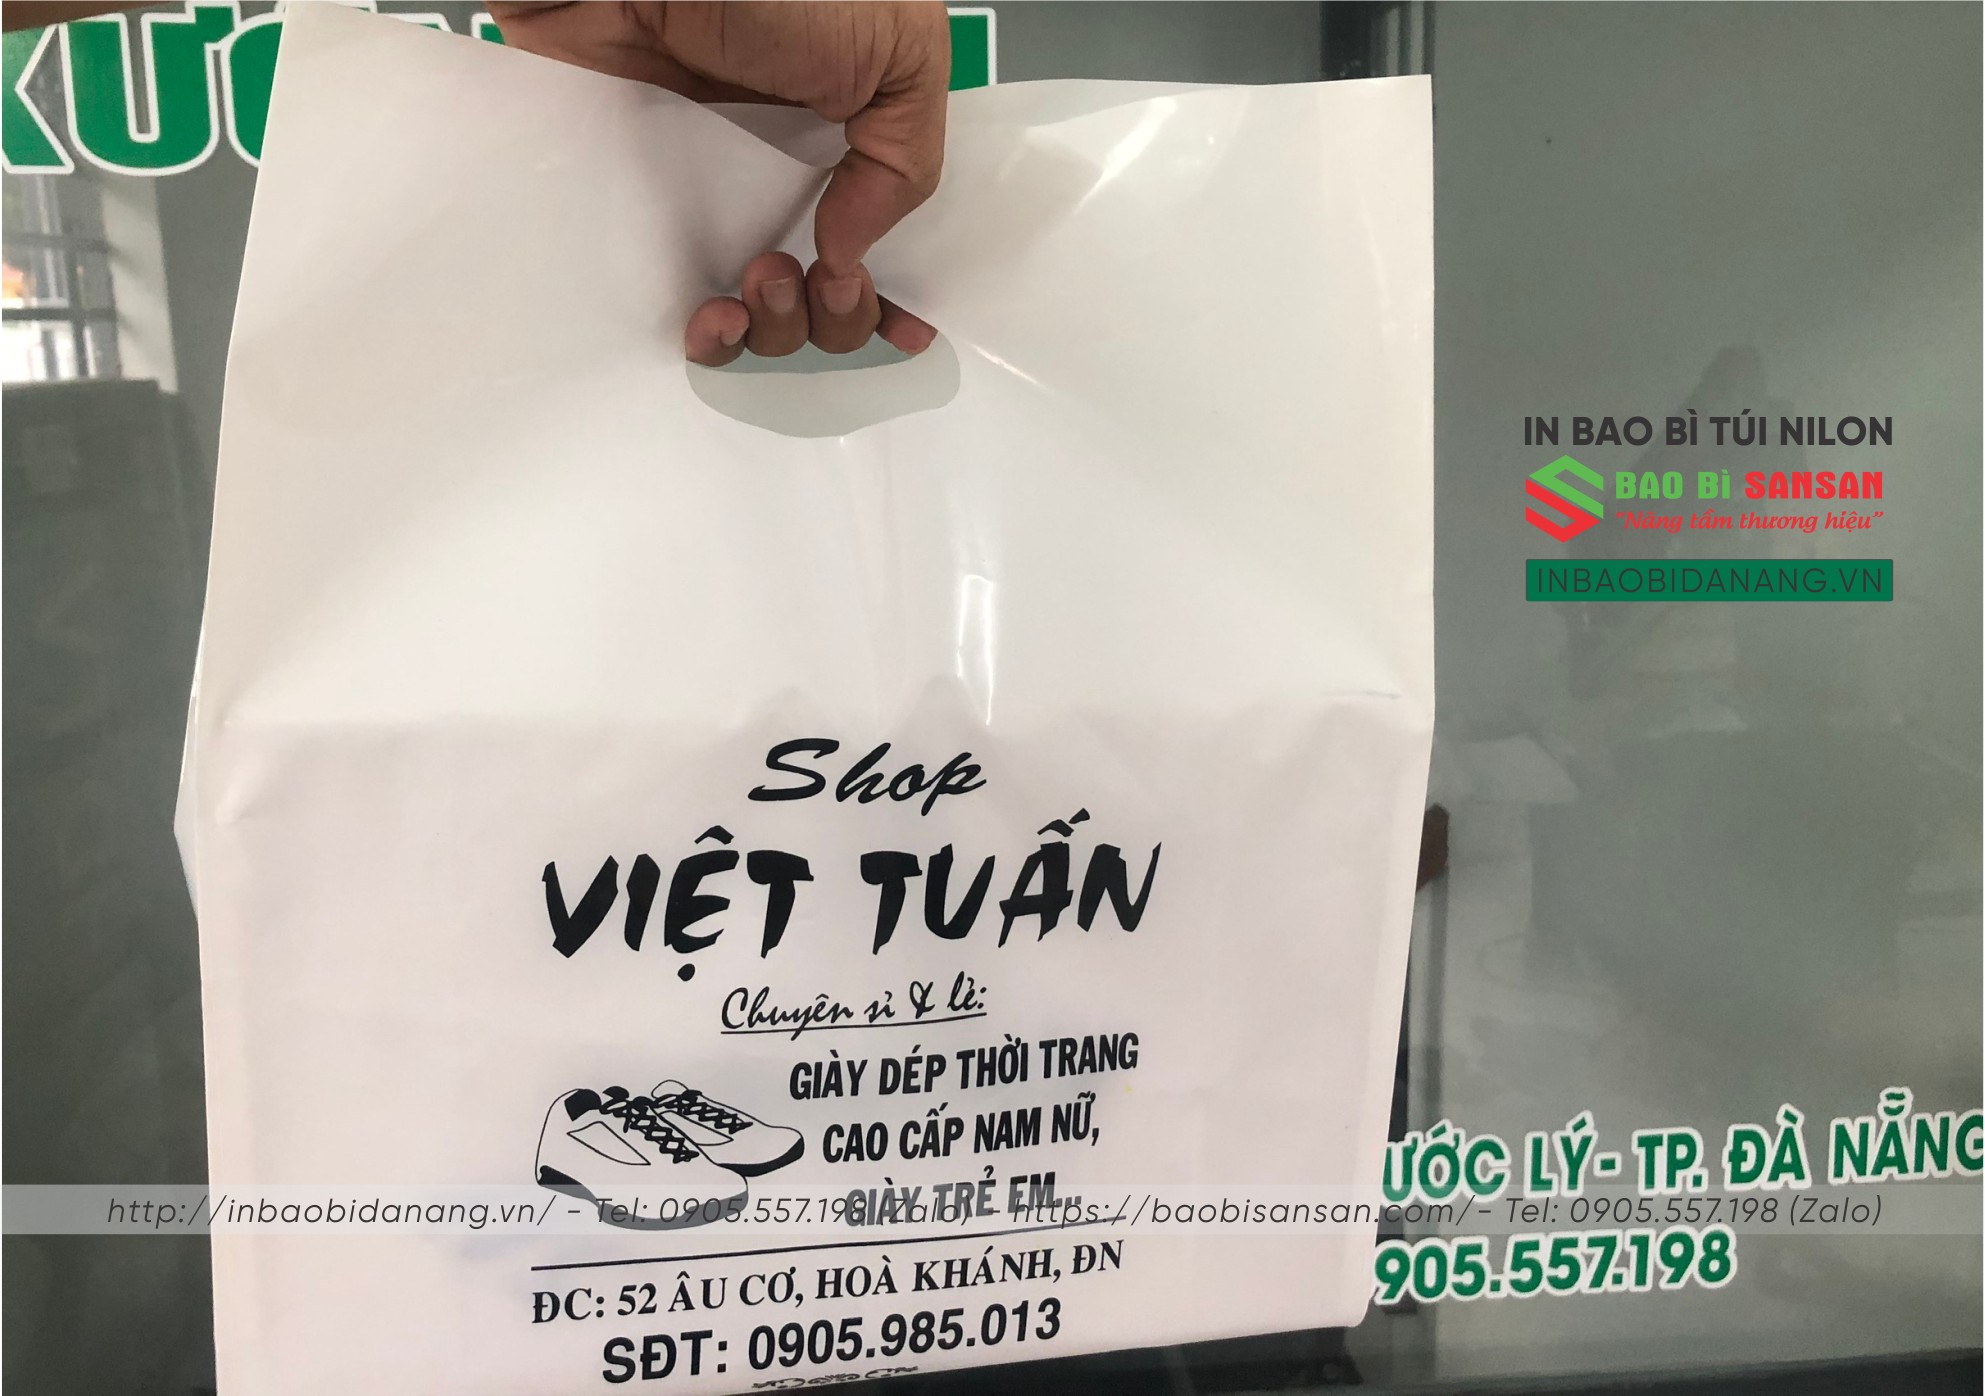 IN BAO BÌ TÚI NILON
BAO BÌ SANSAN
"Nâng tầm thương hiệu"
INBAOBIDANANG.VN
Shop
VIỆT TUẤN
Chuyên sỉ & lẻ:
GIÀY DÉP THỜI TRANG
CAO CẤP NAM NỮ,
GIÀY TRẺ EM...
ĐC: 52 ÂU CƠ, HOÀ KHÁNH, ĐN
SĐT: 0905.985.013
ƯỚC LÝ- TP. ĐÀ NẴNG
905.557.198
http://inbaobidanang.vn/ - Tel: 0905.557.198 (Zalo) - https://baobisansan.com/- Tel: 0905.557.198 (Zalo)